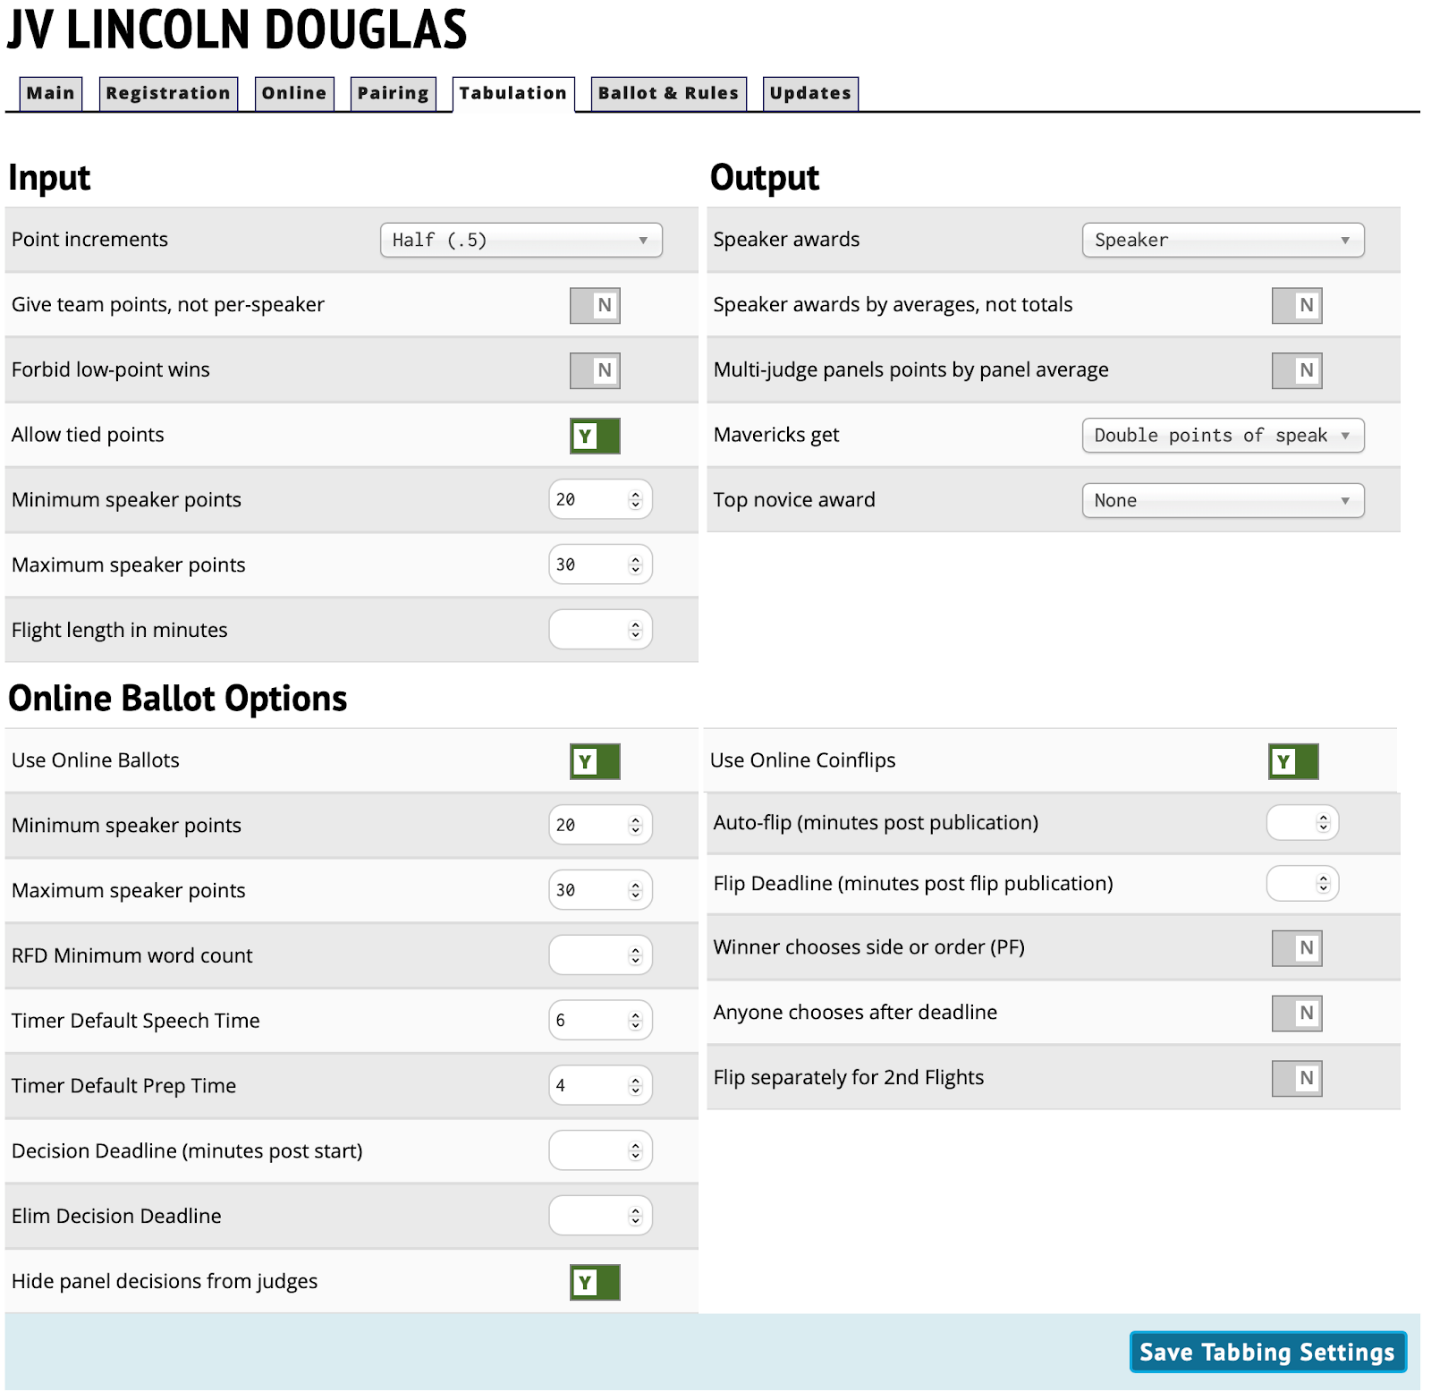 JV LINCOLN DOUGLAS
Main Registration Online Pairing Tabulation Ballot & Rules Updates
Input
Point increments Half (.5)
Give team points, not per-speaker N
Forbid low-point wins N
Allow tied points Y
Minimum speaker points 20
Maximum speaker points 30
Flight length in minutes
Output
Speaker awards Speaker
Speaker awards by averages, not totals N
Multi-judge panels points by panel average N
Mavericks get Double points of speak
Top novice award None
Online Ballot Options
Use Online Ballots Y
Minimum speaker points 20
Maximum speaker points 30
RFD Minimum word count
Timer Default Speech Time 6
Timer Default Prep Time 4
Decision Deadline (minutes post start)
Elim Decision Deadline
Hide panel decisions from judges Y
Use Online Coinflips Y
Auto-flip (minutes post publication)
Flip Deadline (minutes post flip publication)
Winner chooses side or order (PF) N
Anyone chooses after deadline N
Flip separately for 2nd Flights N
Save Tabbing Settings